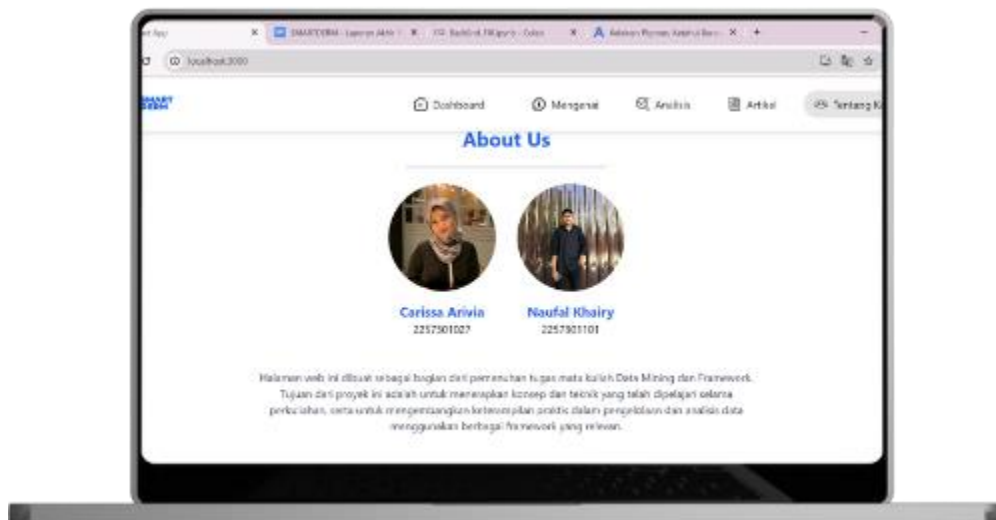 localhost:3000
SMART
DERM
Dashboard
Mengenai
Analisis
Artikel
Tentang K
About Us
Carissa Arivia
Naufal Khairy
2257301027
2257301101
Halaman web ini dibuat sebagai bagian dari pemenuhan tugas mata kuliah Data Mining dan Framework.
Tujuan dari proyek ini adalah untuk menerapkan konsep dan teknik yang telah dipelajari selama
perkuliahan, serta untuk mengembangkan keterampilan praktis dalam pengelolaan dan analisis data
menggunakan berbagai framework yang relevan.